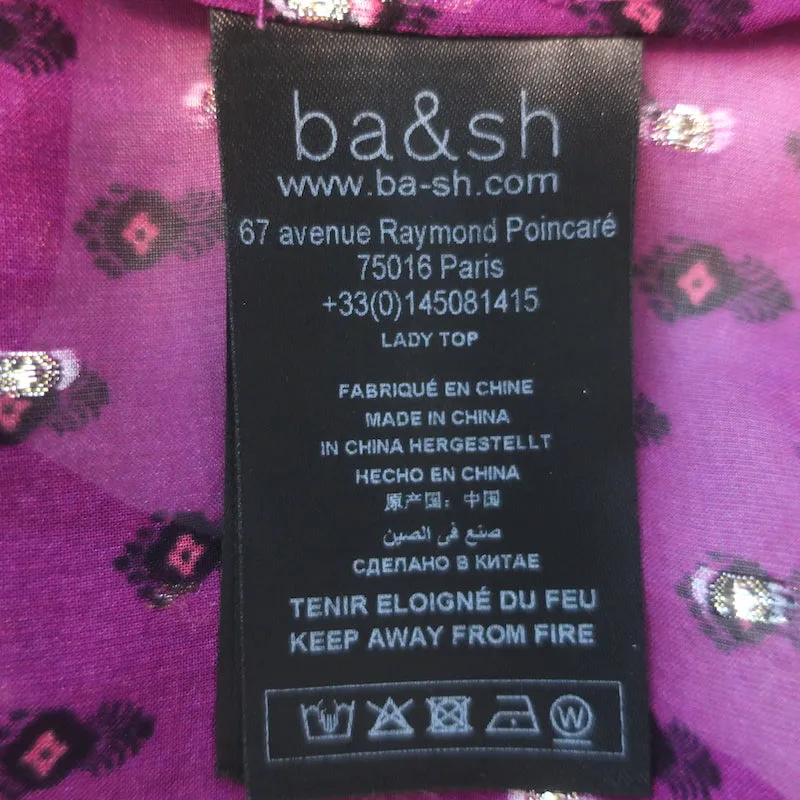 ba&sh
www.ba-sh.com
67 avenue Raymond Poincaré
75016 Paris
+33(0)145081415
LADY TOP
FABRIQUÉ EN CHINE
MADE IN CHINA
IN CHINA HERGESTELLT
HECHO EN CHINA
原产国：中国
صنع في الصين
СДЕЛАНО В КИТАЕ
TENIR ELOIGNÉ DU FEU
KEEP AWAY FROM FIRE
W